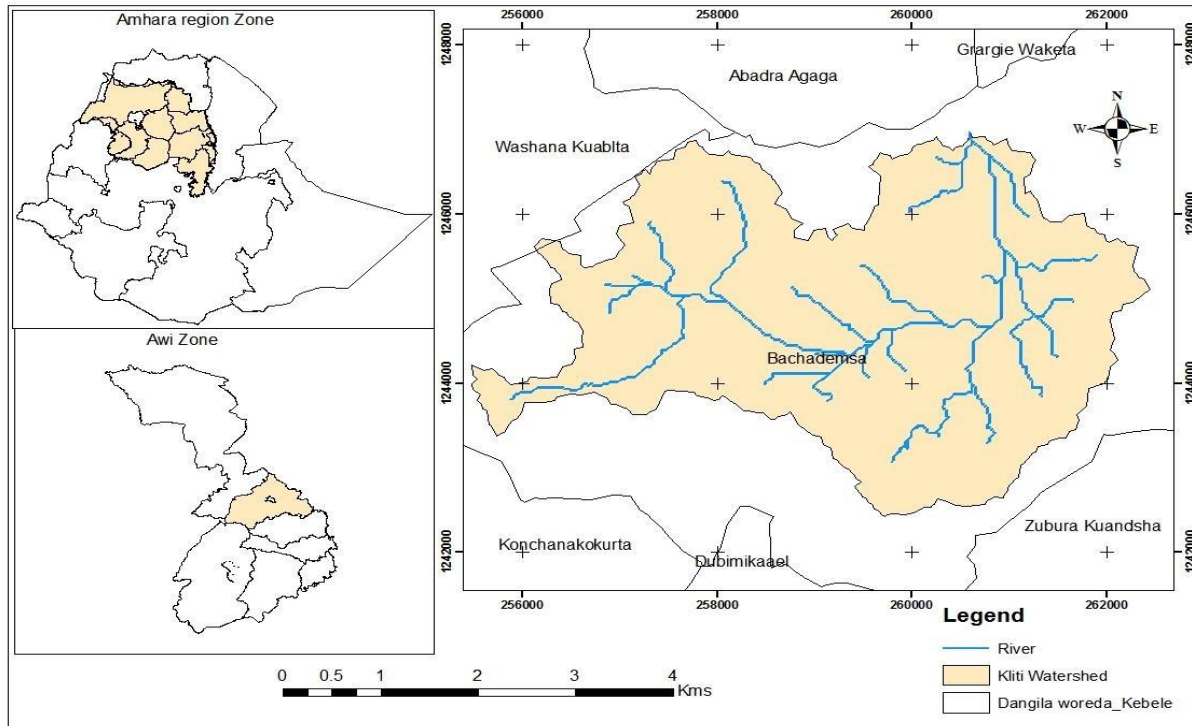 Amhara region Zone
Awi Zone
256000 258000 260000 262000
1248000 1248000
1246000 1246000
1244000 1244000
1242000 1242000
Grargie Waketa
Abadra Agaga
Washana Kuablta
N
W E
S
Bachademsa
Zubura Kuandsha
Konchanakokurta
Dubimikaael
256000 258000 260000 262000
Legend
River
Kliti Watershed
Dangila woreda_Kebele
0 0.5 1 2 3 4
Kms